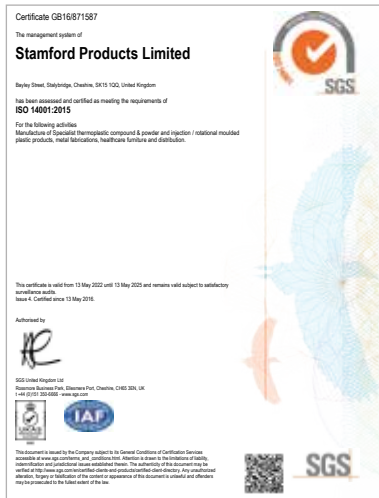 Certificate GB16/871587
The management system of
Stamford Products Limited
Bayley Street, Stalybridge, Cheshire, SK15 1QQ, United Kingdom
has been assessed and certified as meeting the requirements of
ISO 14001:2015
For the following activities
Manufacture of Specialist thermoplastic compound & powder and injection / rotational moulded
plastic products, metal fabrications, healthcare furniture and distribution.
This certificate is valid from 13 May 2022 until 13 May 2025 and remains valid subject to satisfactory
surveillance audits.
Issue 4. Certified since 13 May 2016.
Authorised by
SGS United Kingdom Ltd
Rossmore Business Park, Ellesmere Port, Cheshire, CH65 3EN, UK
t +44 (0)151 350-6666 - www.sgs.com
SGS
UKAS
IAF
This document is issued by the Company subject to its General Conditions of Certification Services
accessible at www.sgs.com/terms_and_conditions.htm. Attention is drawn to the limitations of liability,
indemnification and jurisdictional issues established therein. The authenticity of this document may be
verified at http://www.sgs.com/en/certified-clients-and-products/certified-client-directory. Any unauthorized
alteration, forgery or falsification of the content or appearance of this document is unlawful and offenders
may be prosecuted to the fullest extent of the law.
SGS